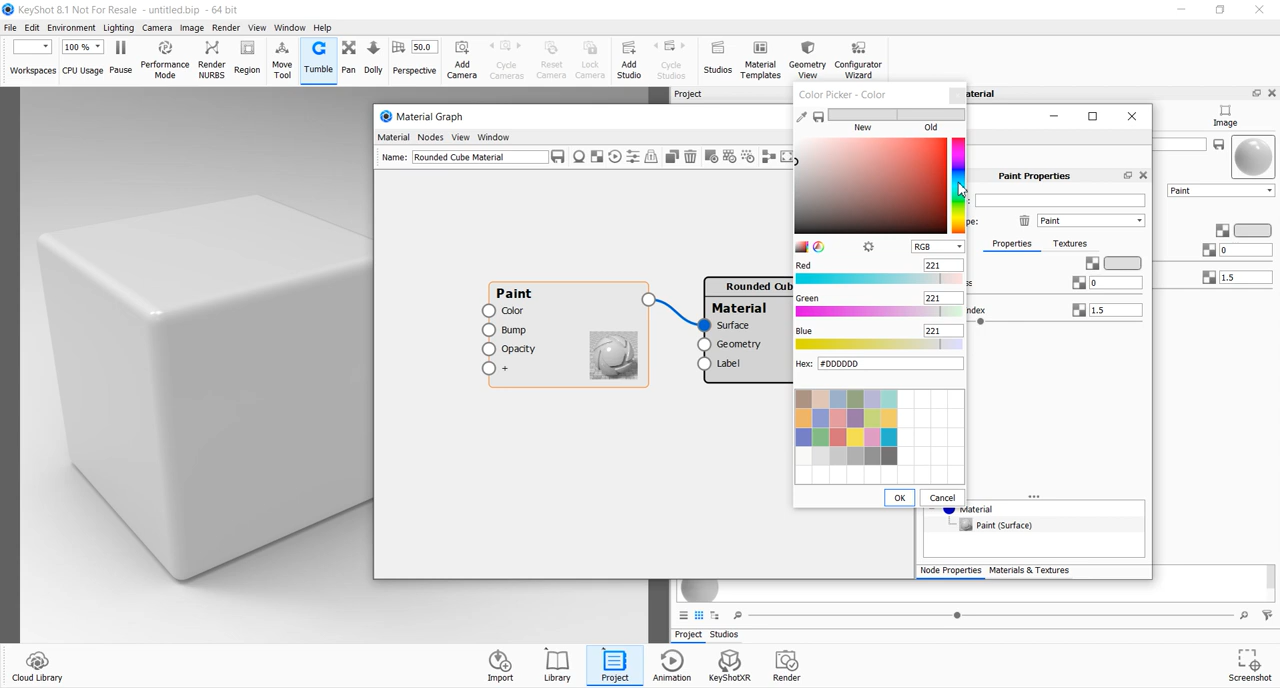 KeyShot 8.1 Not For Resale - untitled.bip - 64 bit
File Edit Environment Lighting Camera Image Render View Window Help
100 %
50.0
Workspaces CPU Usage Pause Performance Mode Render NURBS Region Move Tool Tumble Pan Dolly Perspective Add Camera Cycle Cameras Reset Camera Lock Camera Add Studio Cycle Studios Studios Material Templates Geometry View Configurator Wizard
Project
aterial
Color Picker - Color
Material Graph
Image
New Old
Material Nodes View Window
Name: Rounded Cube Material
Paint Properties
Paint
pe: Paint
Properties Textures
RGB
0
Red 221
0
1.5
Green 221
ndex 1.5
Blue 221
Hex: #DDDDDD
Paint
Color
Bump
Opacity
+
Rounded Cub
Material
Surface
Geometry
Label
OK Cancel
Material
Paint (Surface)
Node Properties Materials & Textures
Project Studios
Cloud Library Import Library Project Animation KeyShotXR Render Screenshot